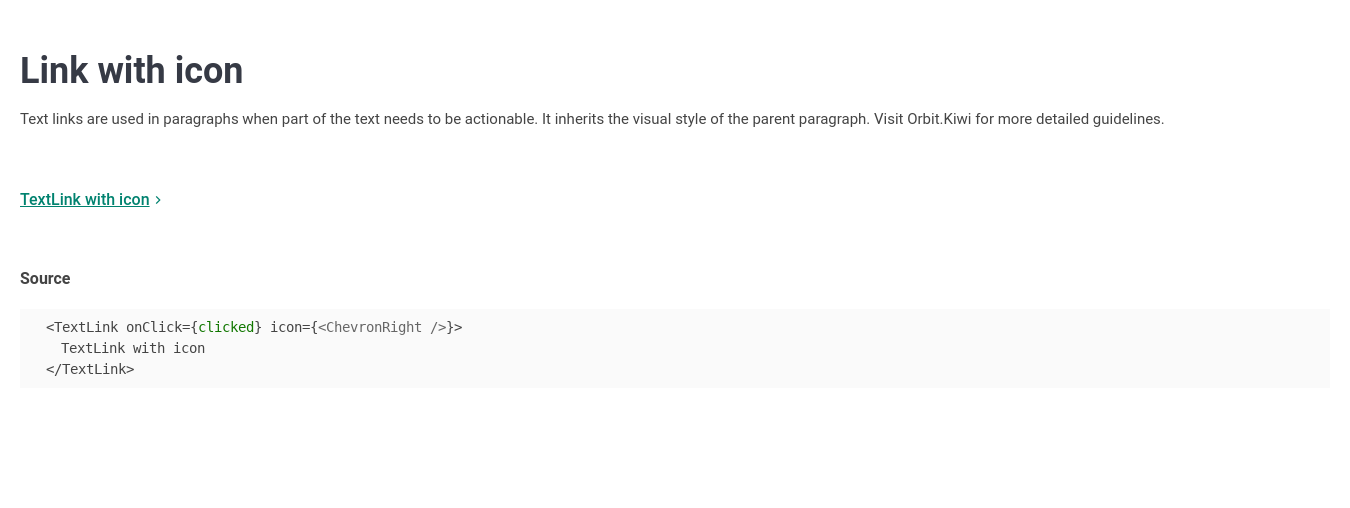 Link with icon
Text links are used in paragraphs when part of the text needs to be actionable. It inherits the visual style of the parent paragraph. Visit Orbit.Kiwi for more detailed guidelines.
TextLink with icon
Source
<TextLink onClick={clicked} icon={<ChevronRight />}>
TextLink with icon
</TextLink>